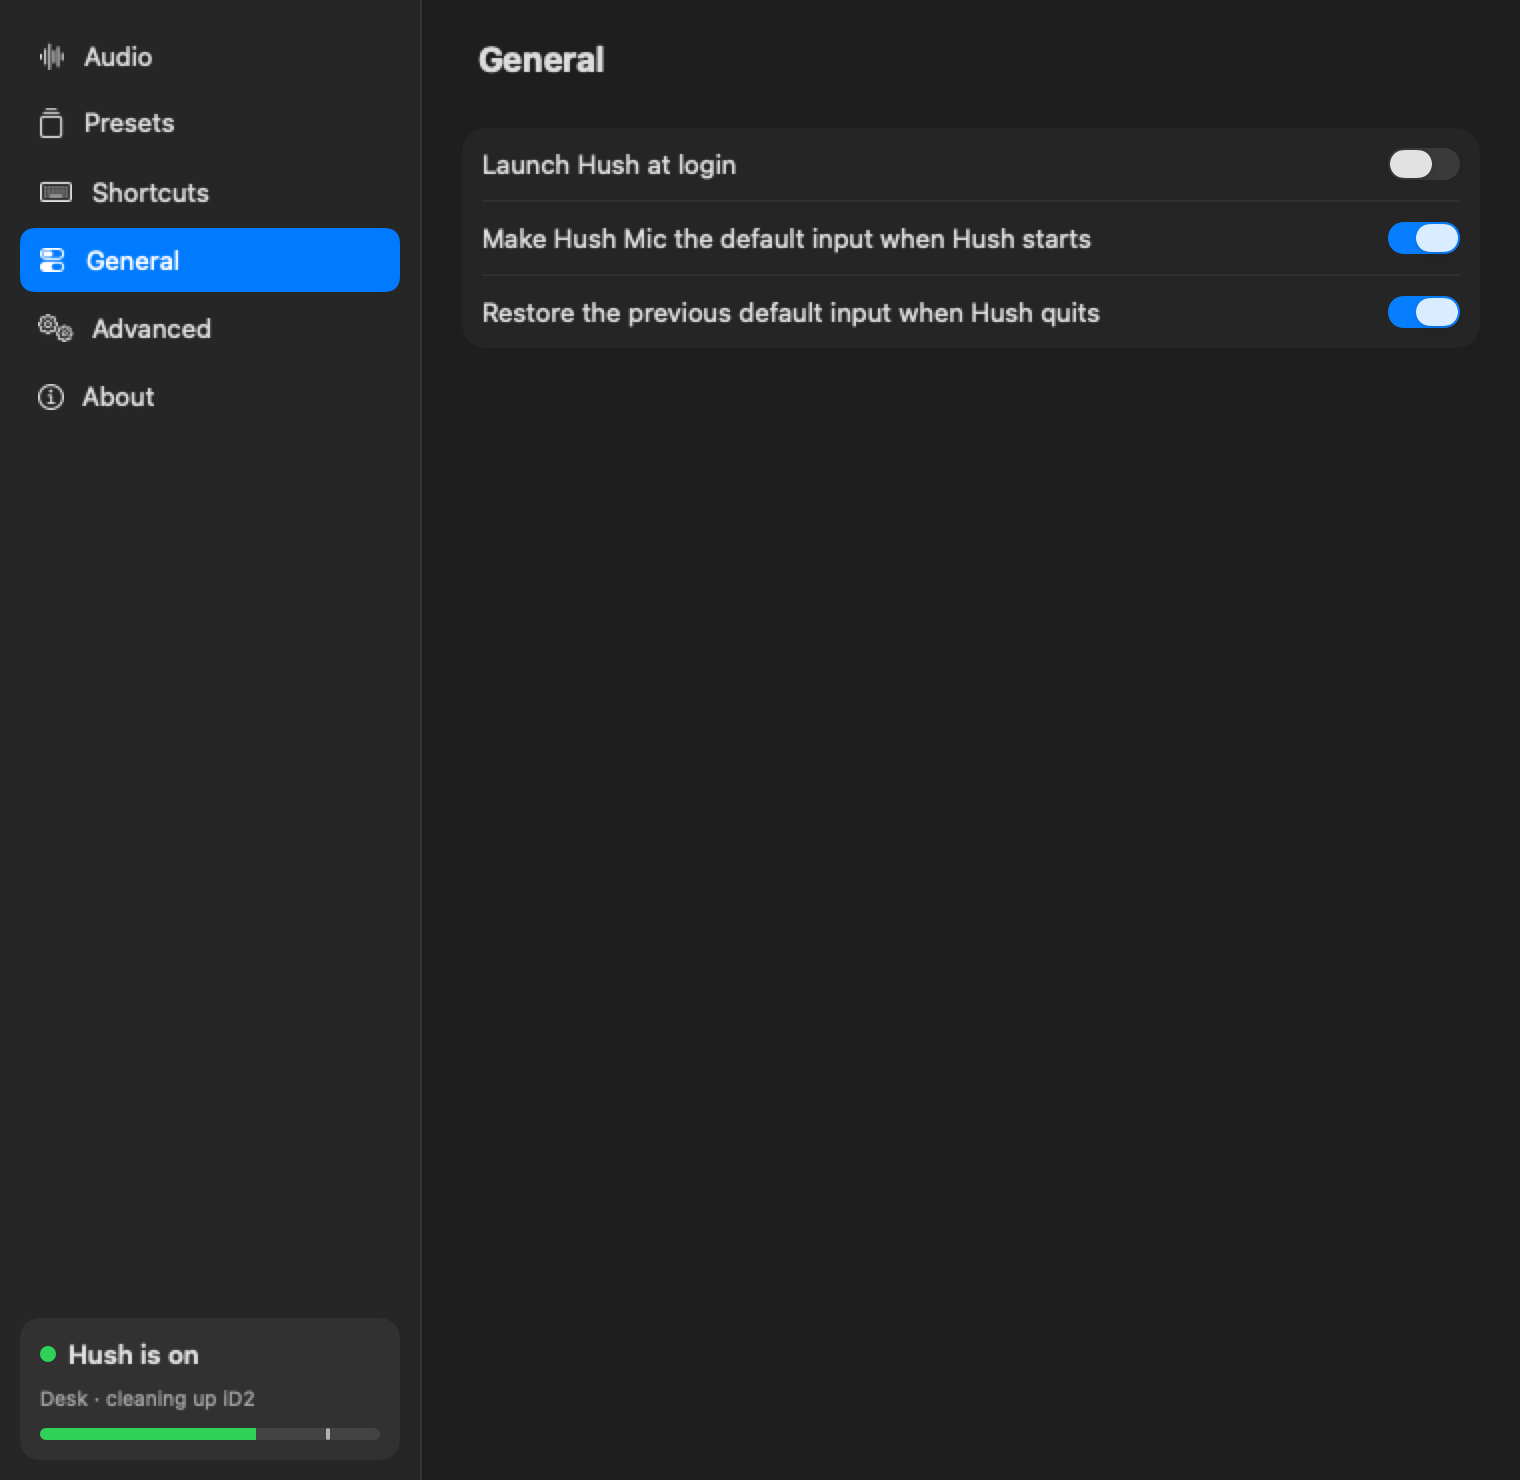 Audio
Presets
Shortcuts
General
Advanced
About
Hush is on
Desk · cleaning up iD2
General
Launch Hush at login
Make Hush Mic the default input when Hush starts
Restore the previous default input when Hush quits